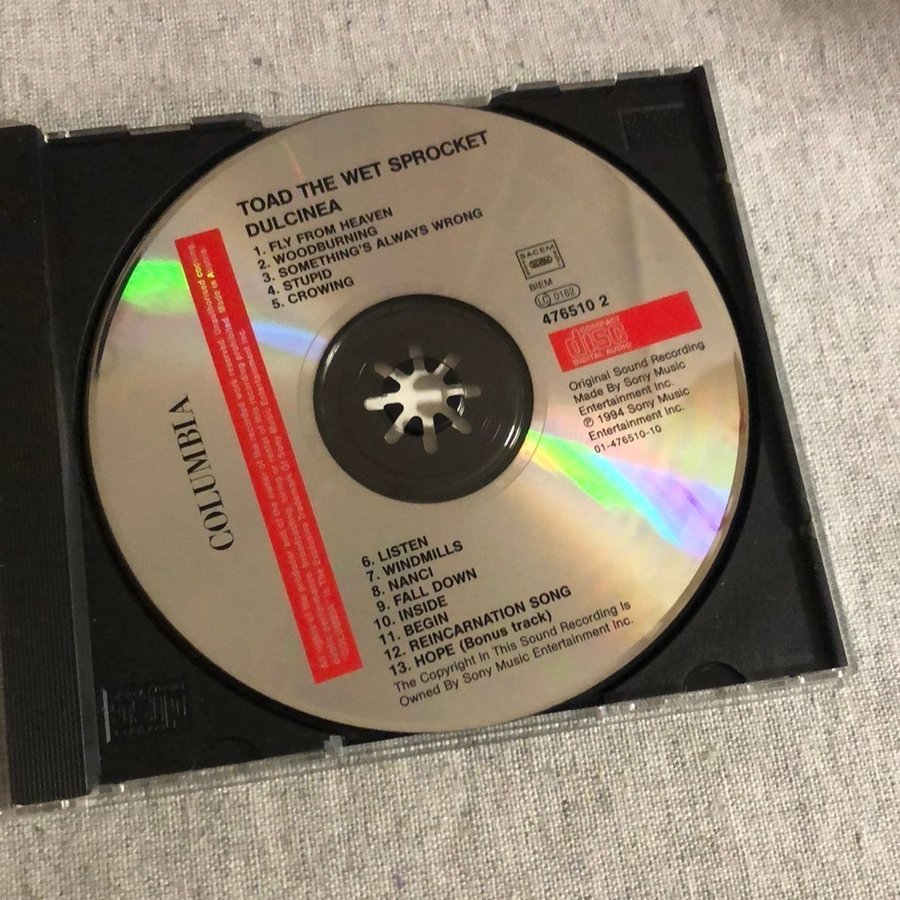 TOAD THE WET SPROCKET
DULCINEA
1. FLY FROM HEAVEN
2. WOODBURNING
3. SOMETHING'S ALWAYS WRONG
4. STUPID
5. CROWING
SACEM
BIEM
LC 0162
476510 2
COMPACT
disc
DIGITAL AUDIO
Original Sound Recording
Made By Sony Music
Entertainment Inc.
℗ 1994 Sony Music
Entertainment Inc.
01-476510-10
COLUMBIA
6. LISTEN
7. WINDMILLS
8. NANCI
9. FALL DOWN
10. INSIDE
11. BEGIN
12. REINCARNATION SONG
13. HOPE (Bonus track)
The Copyright In This Sound Recording Is
Owned By Sony Music Entertainment Inc.